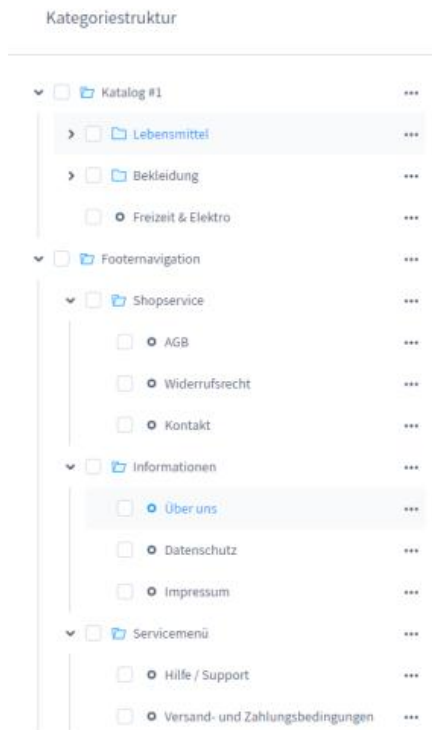 Kategoriestruktur
Katalog #1
Lebensmittel
Bekleidung
Freizeit & Elektro
Footernavigation
Shopservice
AGB
Widerrufsrecht
Kontakt
Informationen
Über uns
Datenschutz
Impressum
Servicemenü
Hilfe / Support
Versand- und Zahlungsbedingungen